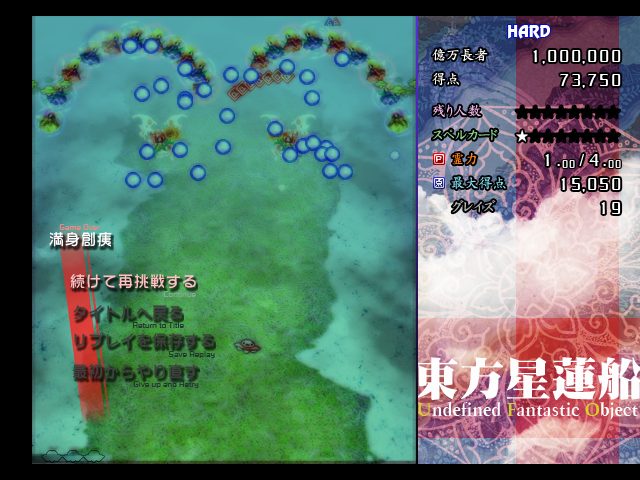 Game Over
満身創痍
続けて再挑戦する
Continue
タイトルへ戻る
Return to Title
リプレイを保存する
Save Replay
最初からやり直す
Give up and Retry
HARD
億万長者 1,000,000
得点 73,750
残り人数
スペルカード
P 霊力 1.00/4.00
点 最大得点 15,050
グレイズ 19
東方星蓮船
Undefined Fantastic Object